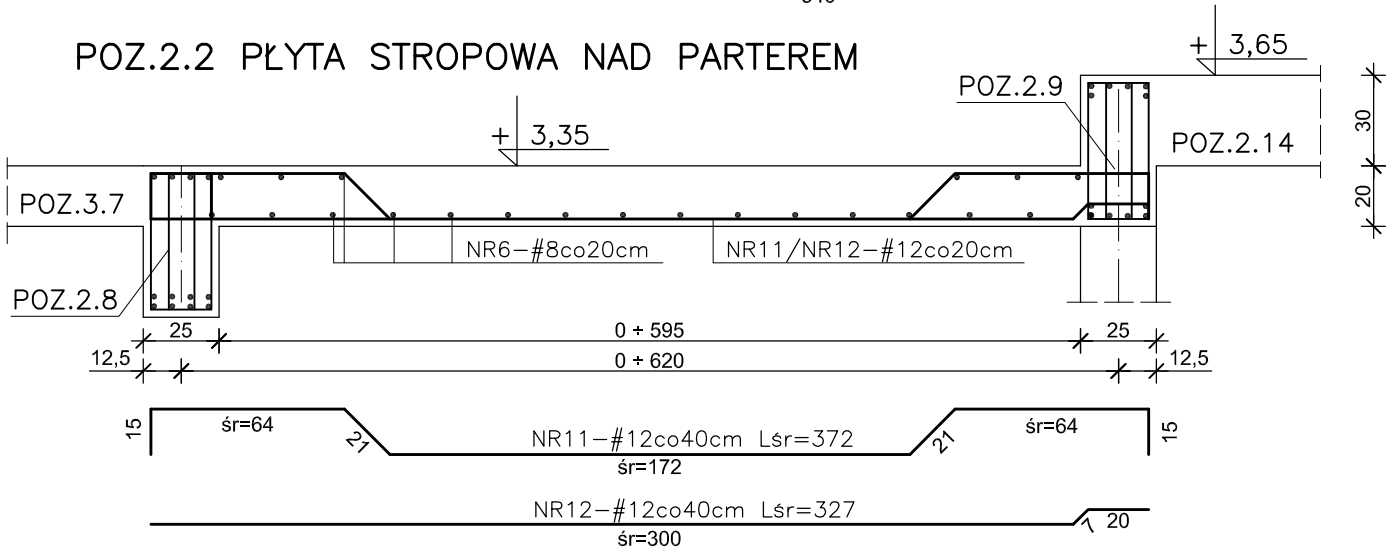 POZ.2.2 PŁYTA STROPOWA NAD PARTEREM
+ 3,65
POZ.2.9
+ 3,35
POZ.2.14
30
POZ.3.7
20
NR6-#8co20cm
NR11/NR12-#12co20cm
POZ.2.8
25
0 ÷ 595
25
12,5
0 ÷ 620
12,5
15
śr=64
21
NR11-#12co40cm Lśr=372
śr=172
21
śr=64
15
NR12-#12co40cm Lśr=327
śr=300
7
20